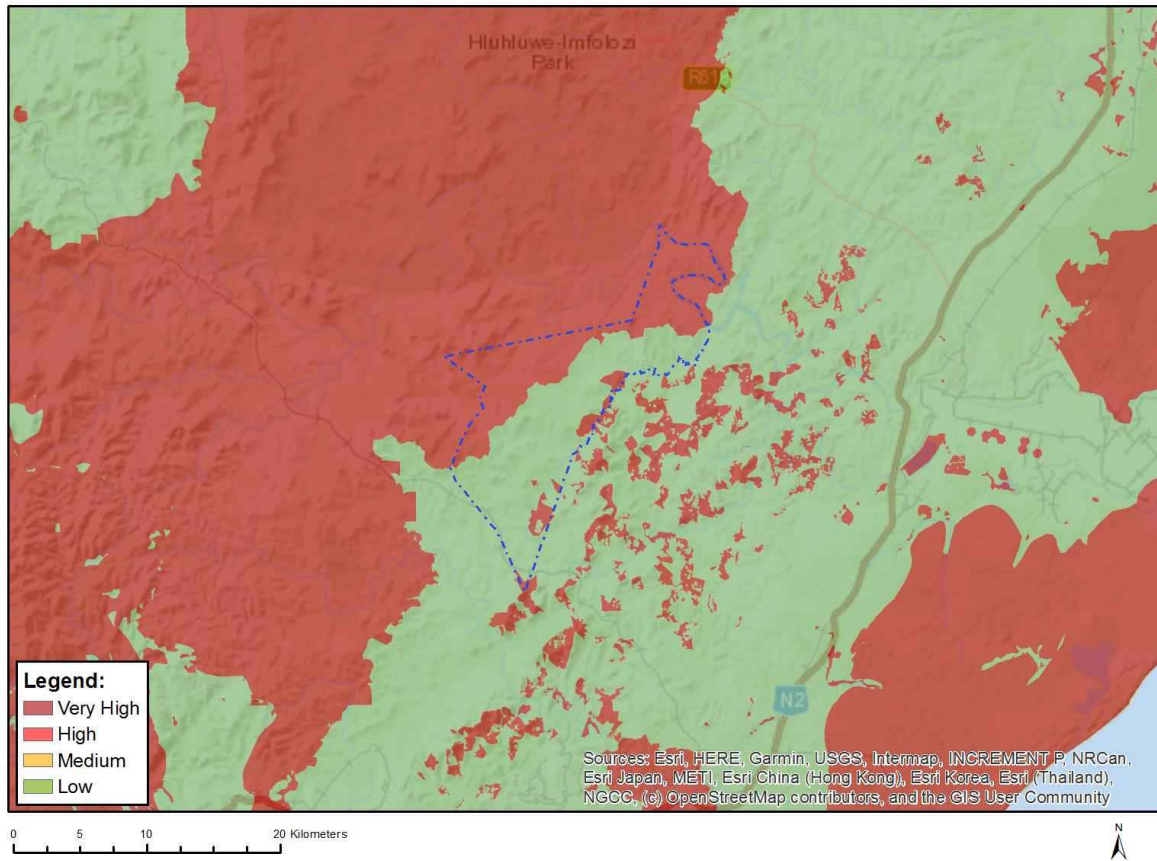 Hluhluwe-Imfolozi
Park
N2
Legend:
Very High
High
Medium
Low
Sources: Esri, HERE, Garmin, USGS, Intermap, INCREMENT P, NRCan,
Esri Japan, METI, Esri China (Hong Kong), Esri Korea, Esri (Thailand),
NGCC, (c) OpenStreetMap contributors, and the GIS User Community
0 5 10 20 Kilometers
N